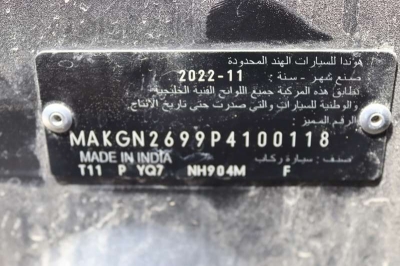 هوندا للسيارات الهند المحدودة
صنع شهر - سنة : 11-2022
تطابق هذه المركبة جميع اللوائح الفنية الخليجية
والوطنية للسيارات والتي صدرت حتى تاريخ الانتاج
الرقم المميز :
MAKGN2699P4100118
MADE IN INDIA صنف : سيارة ركاب
T11 P YQ7 NH904M F